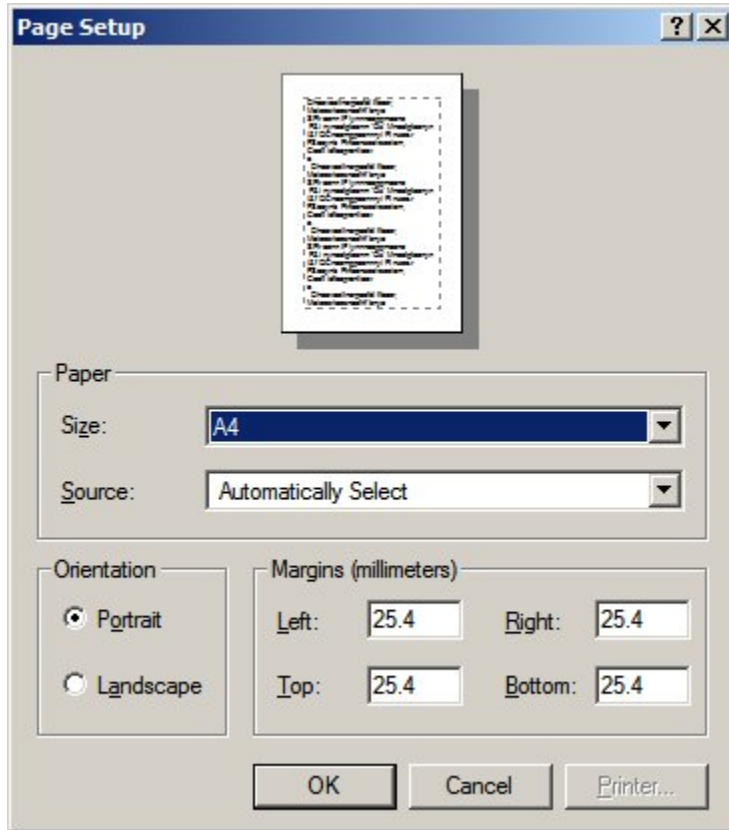 Page Setup
Paper
Size: A4
Source: Automatically Select
Orientation
Portrait
Landscape
Margins (millimeters)
Left: 25.4 Right: 25.4
Top: 25.4 Bottom: 25.4
OK Cancel Printer...